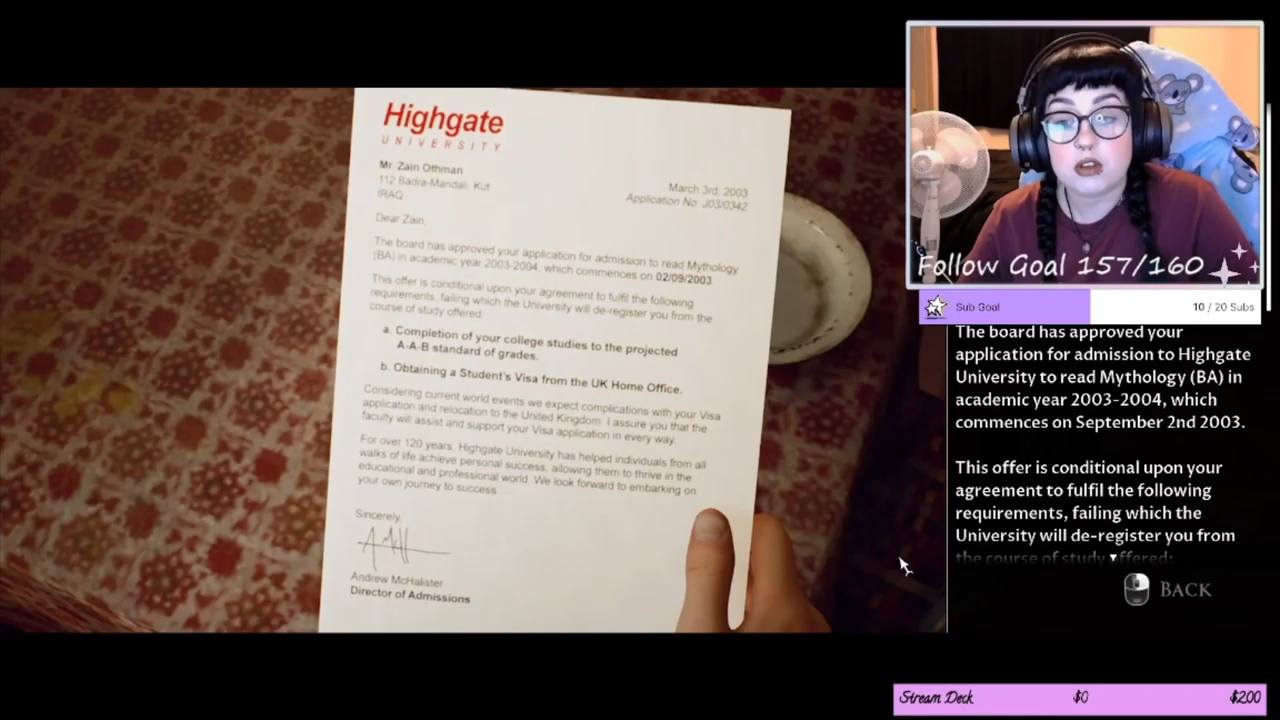 Highgate
UNIVERSITY
Mr. Zain Othman
112 Badra-Mandali, Kut
IRAQ
March 3rd, 2003
Application No: J03/0342
Dear Zain,
The board has approved your application for admission to read Mythology
(BA) in academic year 2003-2004, which commences on 02/09/2003
This offer is conditional upon your agreement to fulfil the following
requirements, failing which the University will de-register you from the
course of study offered:
a. Completion of your college studies to the projected
A-A-B standard of grades.
b. Obtaining a Student's Visa from the UK Home Office.
Considering current world events we expect complications with your Visa
application and relocation to the United Kingdom. I assure you that the
faculty will assist and support your Visa application in every way.
For over 120 years, Highgate University has helped individuals from all
walks of life achieve personal success, allowing them to thrive in the
educational and professional world. We look forward to embarking on
your own journey to success.
Sincerely,
Andrew McHalister
Director of Admissions
Follow Goal 157/160
Sub Goal
10 / 20 Subs
The board has approved your
application for admission to Highgate
University to read Mythology (BA) in
academic year 2003-2004, which
commences on September 2nd 2003.
This offer is conditional upon your
agreement to fulfil the following
requirements, failing which the
University will de-register you from
the course of study offered:
BACK
Stream Deck
$0
$200